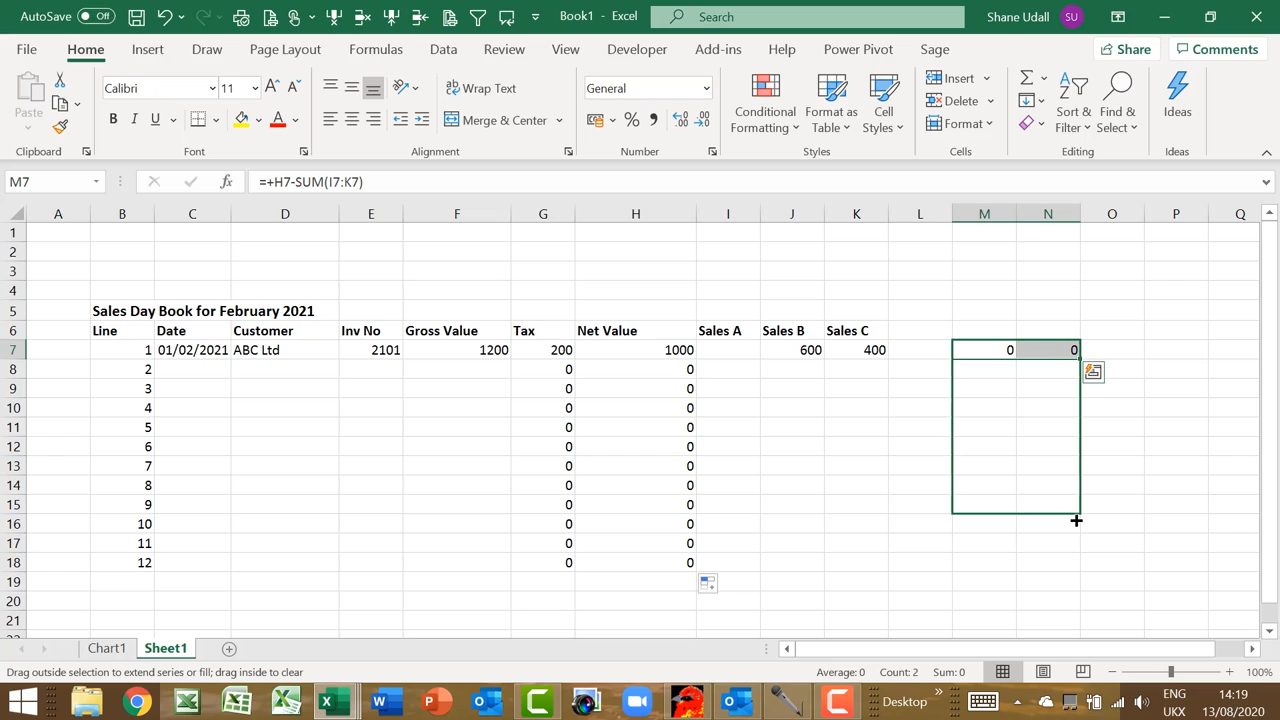 AutoSave Off Book1 - Excel Search Shane Udall SU
File Home Insert Draw Page Layout Formulas Data Review View Developer Add-ins Help Power Pivot Sage Share Comments
Paste Calibri 11 Wrap Text General Conditional Formatting Format as Table Cell Styles Insert Delete Format Sort & Filter Find & Select Ideas
B I U A Merge & Center
Clipboard Font Alignment Number Styles Cells Editing Ideas
M7 fx =+H7-SUM(I7:K7)
A B C D E F G H I J K L M N O P Q
1
2
3
4
5 Sales Day Book for February 2021
6 Line Date Customer Inv No Gross Value Tax Net Value Sales A Sales B Sales C
7 1 01/02/2021 ABC Ltd 2101 1200 200 1000 600 400 0 0
8 2 0 0
9 3 0 0
10 4 0 0
11 5 0 0
12 6 0 0
13 7 0 0
14 8 0 0
15 9 0 0
16 10 0 0
17 11 0 0
18 12 0 0
19
20
21
Chart1 Sheet1
Drag outside selection to extend series or fill; drag inside to clear Average: 0 Count: 2 Sum: 0 100%
Desktop ENG 14:19
UKX 13/08/2020